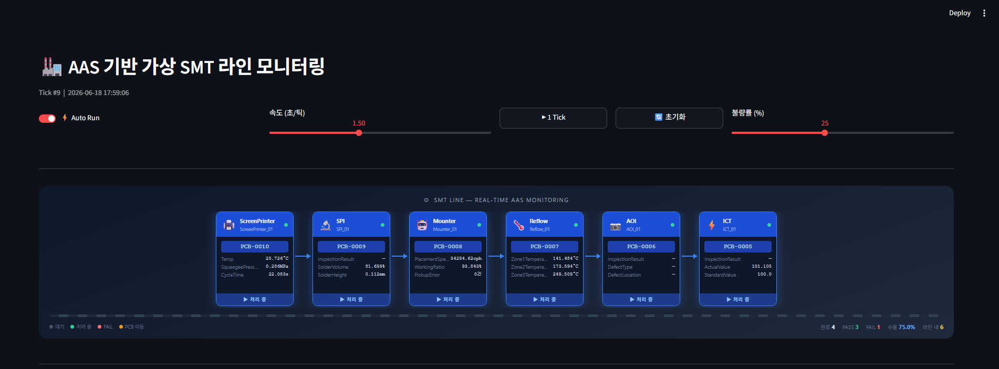 Deploy
AAS 기반 가상 SMT 라인 모니터링
Tick #9 | 2026-06-18 17:59:06
Auto Run
속도 (초/틱)
1.50
▶ 1 Tick
초기화
불량률 (%)
25
SMT LINE — REAL-TIME AAS MONITORING
ScreenPrinter
ScreenPrinter_01
PCB-0010
Temp 25.726°C
SqueegeePress... 0.286MPa
CycleTime 22.083s
▶ 처리 중
SPI
SPI_01
PCB-0009
InspectionResult —
SolderVolume 81.699%
SolderHeight 0.112mm
▶ 처리 중
Mounter
Mounter_01
PCB-0008
PlacementSpe... 34294.62cph
WorkingRatio 93.843%
PickupError 0건
▶ 처리 중
Reflow
Reflow_01
PCB-0007
Zone1Tempera... 141.484°C
Zone2Tempera... 173.594°C
Zone3Tempera... 249.509°C
▶ 처리 중
AOI
AOI_01
PCB-0006
InspectionResult —
DefectType —
DefectLocation —
▶ 처리 중
ICT
ICT_01
PCB-0005
InspectionResult —
ActualValue 101.105
StandardValue 100.0
▶ 처리 중
대기 처리 중 FAIL PCB 이동
완료 4 PASS 3 FAIL 1 수율 75.0% 라인 내 6